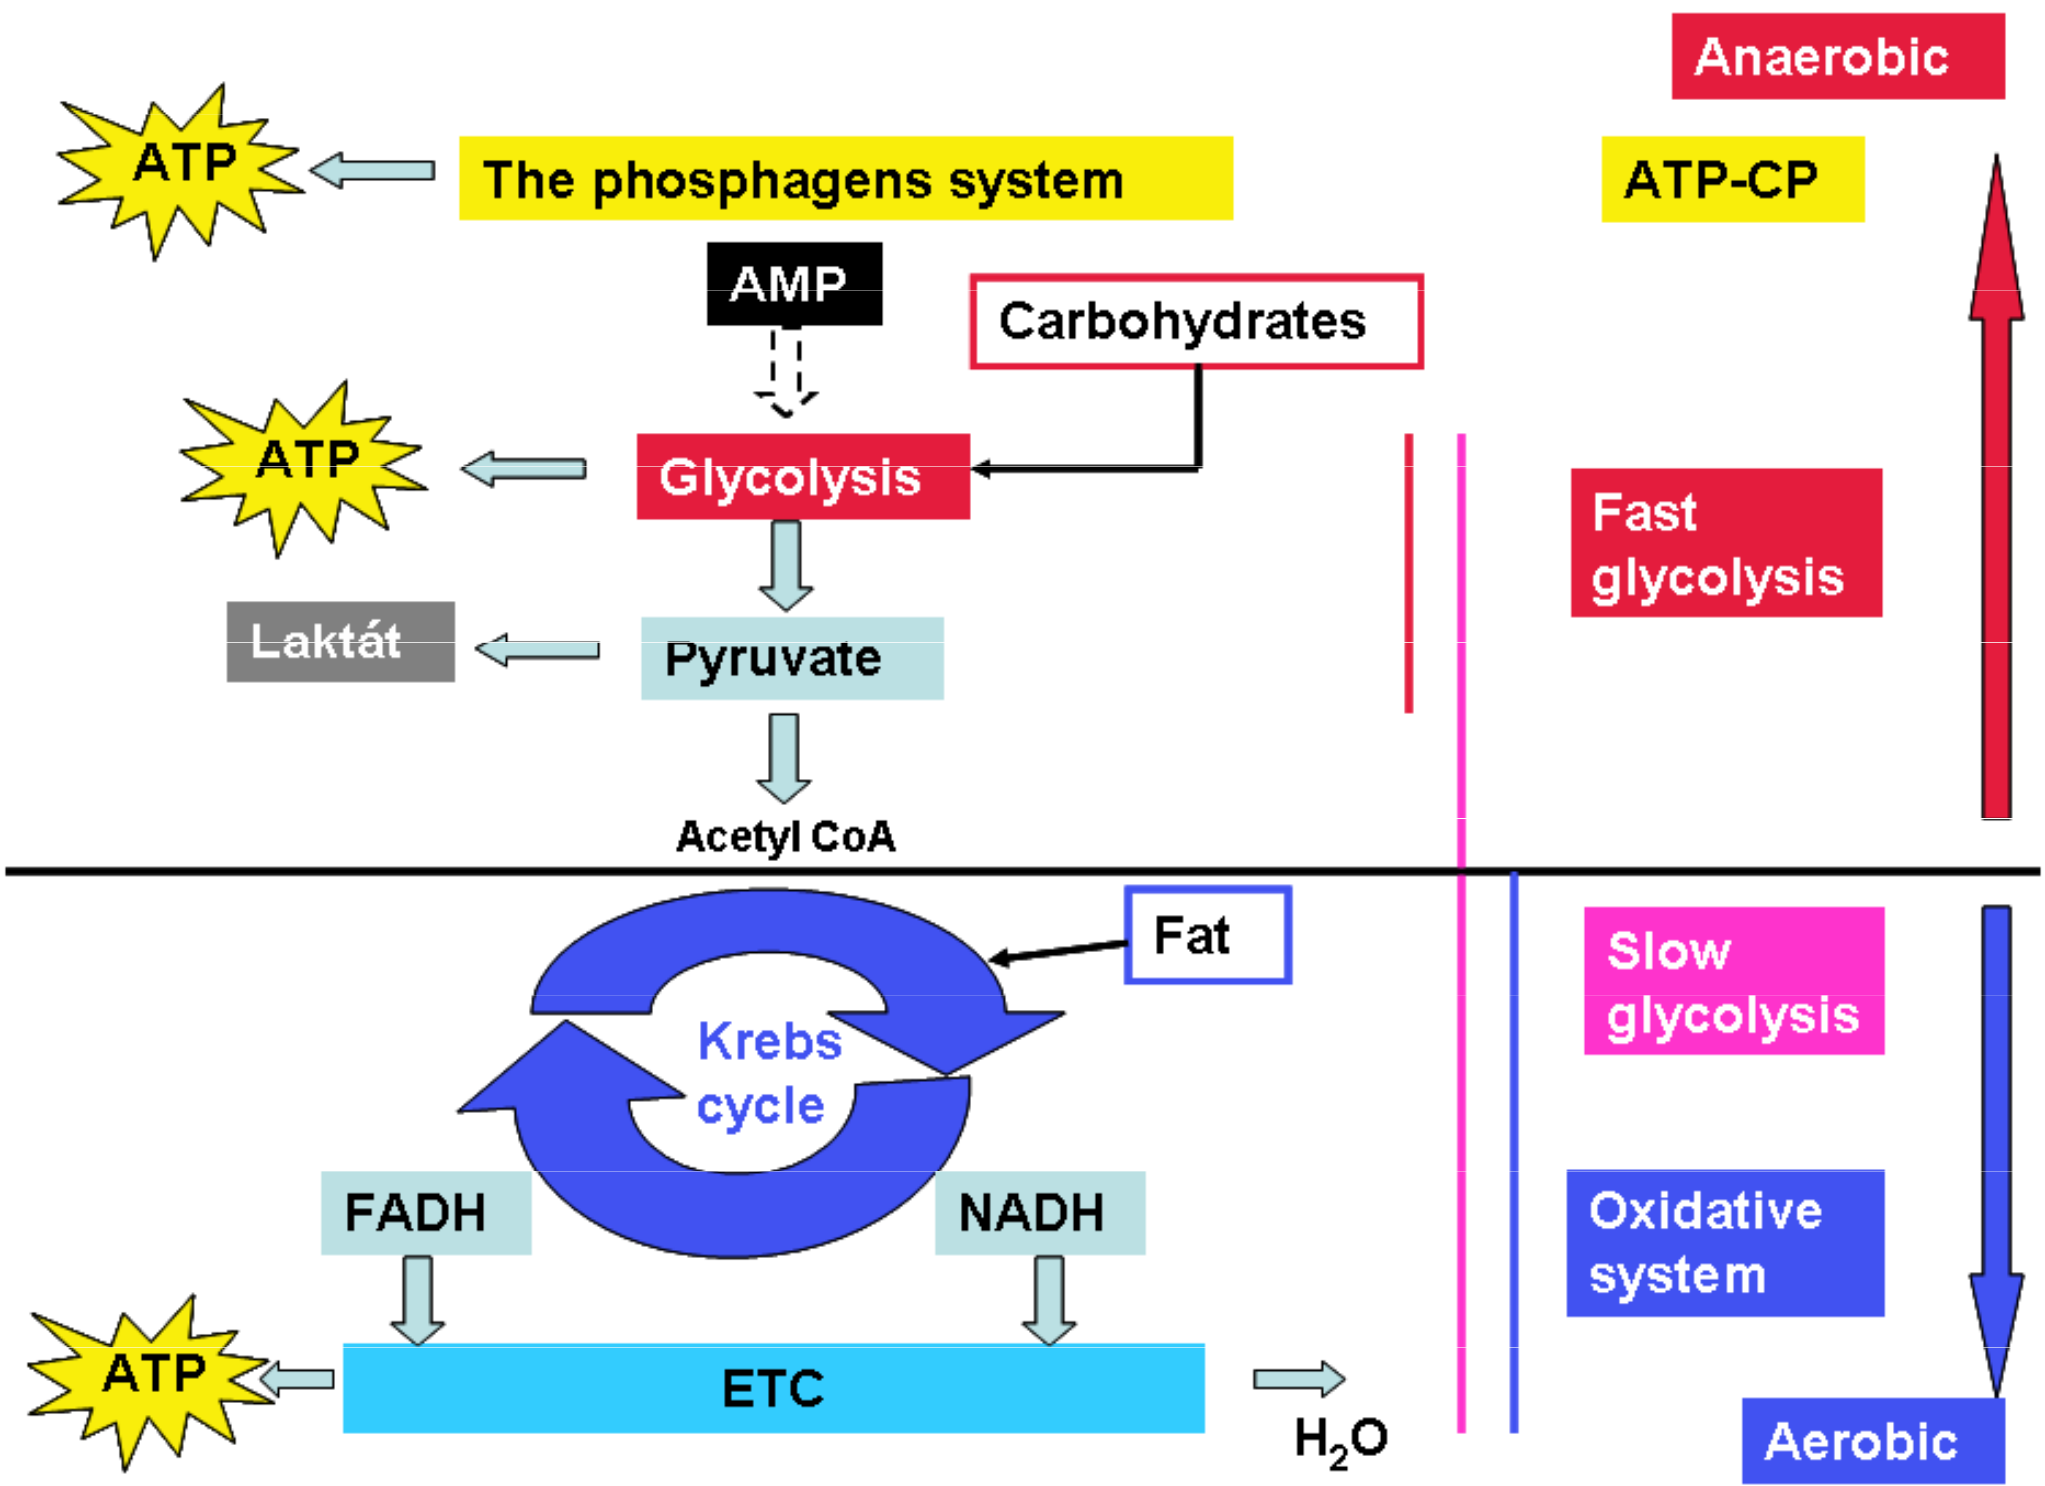 Anaerobic
ATP
The phosphagens system
ATP-CP
AMP
Carbohydrates
ATP
Glycolysis
Fast
glycolysis
Laktát
Pyruvate
Acetyl CoA
Fat
Slow
glycolysis
Krebs
cycle
FADH
NADH
Oxidative
system
ATP
ETC
H₂O
Aerobic